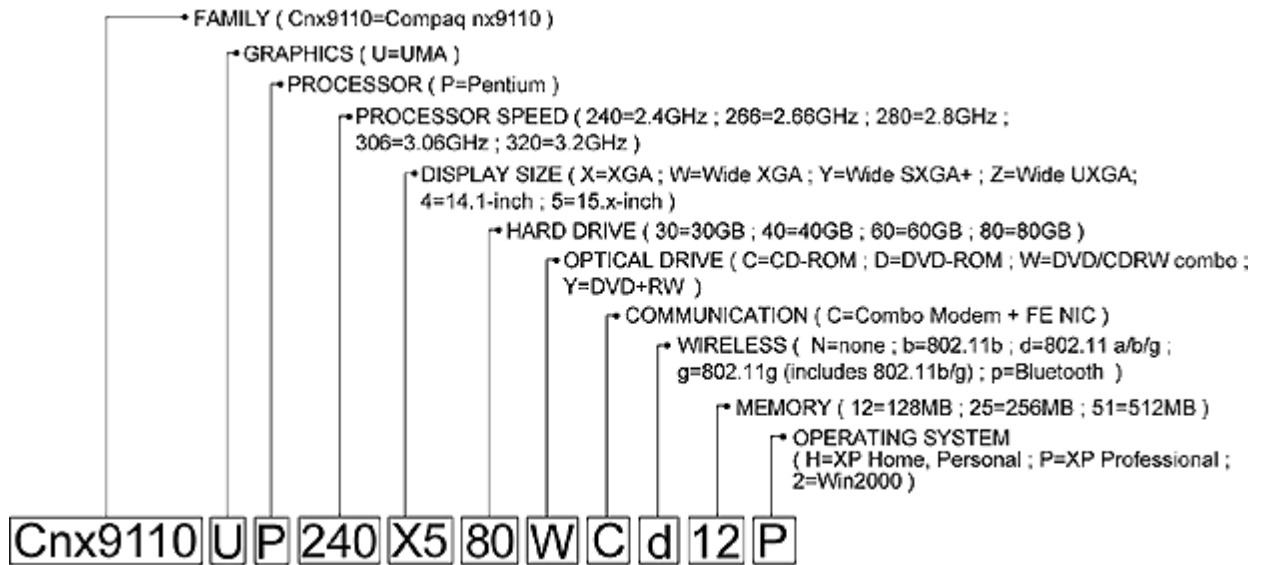 FAMILY ( Cnx9110=Compaq nx9110 )
GRAPHICS ( U=UMA )
PROCESSOR ( P=Pentium )
PROCESSOR SPEED ( 240=2.4GHz ; 266=2.66GHz ; 280=2.8GHz ;
306=3.06GHz ; 320=3.2GHz )
DISPLAY SIZE ( X=XGA ; W=Wide XGA ; Y=Wide SXGA+ ; Z=Wide UXGA;
4=14.1-inch ; 5=15.x-inch )
HARD DRIVE ( 30=30GB ; 40=40GB ; 60=60GB ; 80=80GB )
OPTICAL DRIVE ( C=CD-ROM ; D=DVD-ROM ; W=DVD/CDRW combo ;
Y=DVD+RW )
COMMUNICATION ( C=Combo Modem + FE NIC )
WIRELESS ( N=none ; b=802.11b ; d=802.11 a/b/g ;
g=802.11g (includes 802.11b/g) ; p=Bluetooth )
MEMORY ( 12=128MB ; 25=256MB ; 51=512MB )
OPERATING SYSTEM
( H=XP Home, Personal ; P=XP Professional ;
2=Win2000 )
Cnx9110 U P 240 X5 80 W C d 12 P